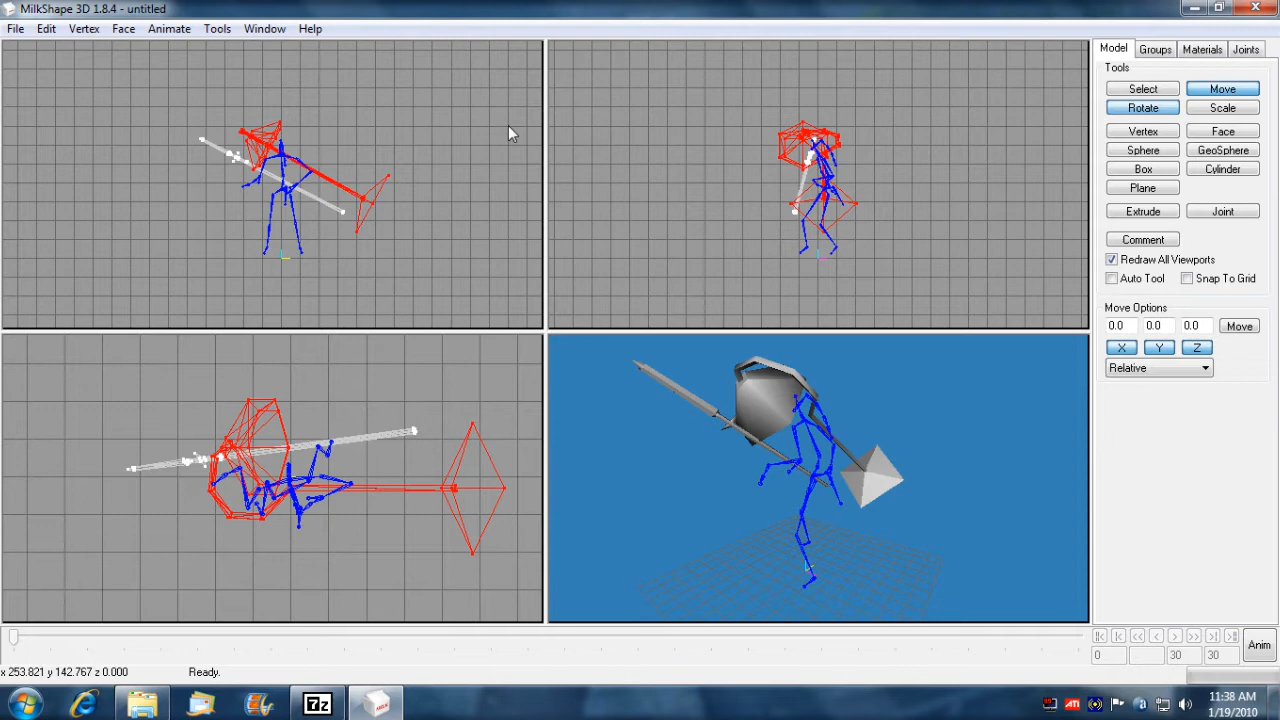 MilkShape 3D 1.8.4 - untitled
File Edit Vertex Face Animate Tools Window Help
Model Groups Materials Joints
Tools
Select Move
Rotate Scale
Vertex Face
Sphere GeoSphere
Box Cylinder
Plane
Extrude Joint
Comment
Redraw All Viewports
Auto Tool Snap To Grid
Move Options
0.0 0.0 0.0 Move
X Y Z
Relative
0 30 30 Anim
x 253.821 y 142.767 z 0.000 Ready.
7z MILK ATI a 11:38 AM
1/19/2010